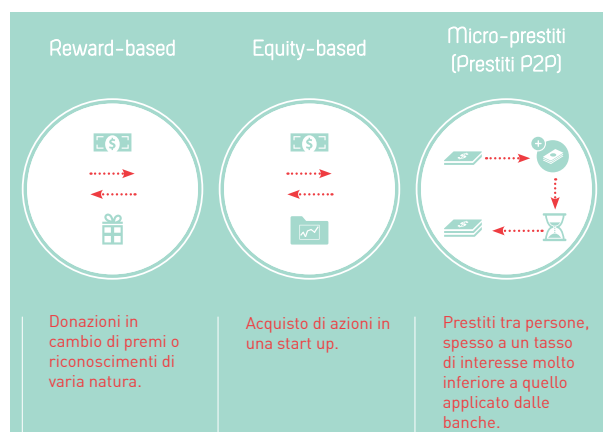 Reward-based
Equity-based
Micro-prestiti
(Prestiti P2P)
$
$
$
$
Donazioni in
cambio di premi o
riconoscimenti di
varia natura.
Acquisto di azioni in
una start up.
Prestiti tra persone,
spesso a un tasso
di interesse molto
inferiore a quello
applicato dalle
banche.